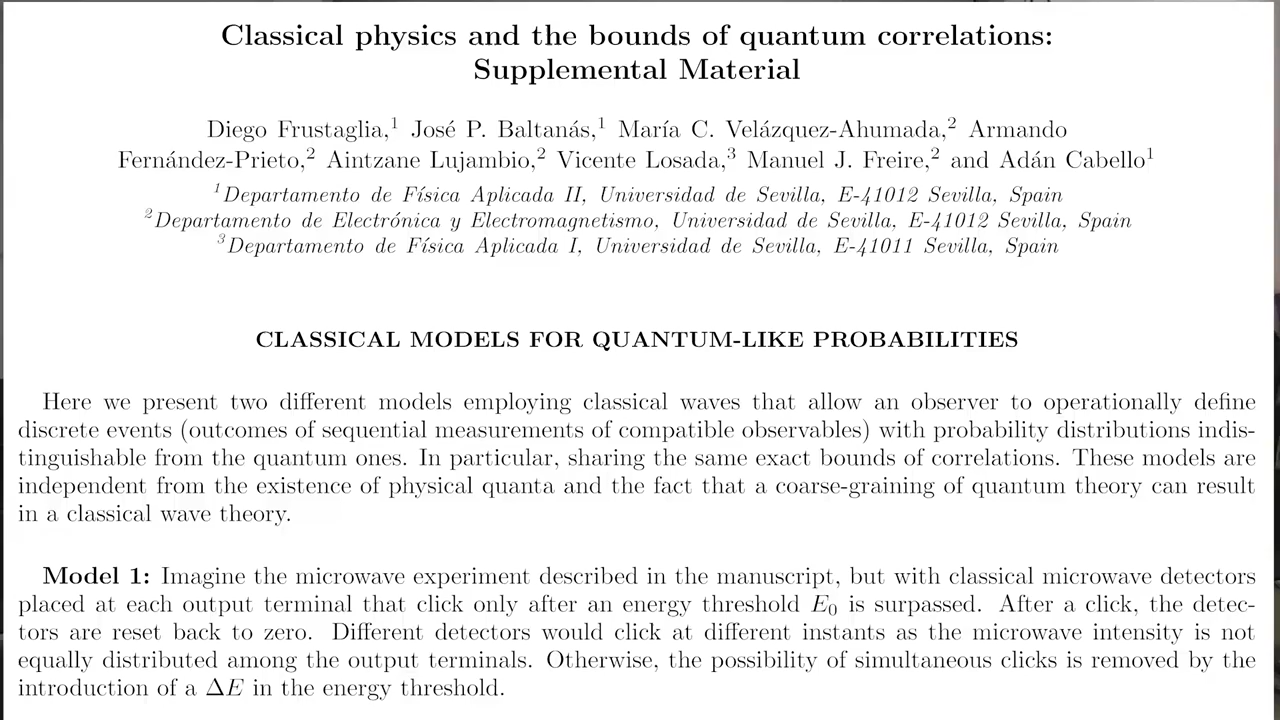 Classical physics and the bounds of quantum correlations:
Supplemental Material
Diego Frustaglia,¹ José P. Baltanás,¹ María C. Velázquez-Ahumada,² Armando
Fernández-Prieto,² Aintzane Lujambio,² Vicente Losada,³ Manuel J. Freire,² and Adán Cabello¹
¹Departamento de Física Aplicada II, Universidad de Sevilla, E-41012 Sevilla, Spain
²Departamento de Electrónica y Electromagnetismo, Universidad de Sevilla, E-41012 Sevilla, Spain
³Departamento de Física Aplicada I, Universidad de Sevilla, E-41011 Sevilla, Spain
CLASSICAL MODELS FOR QUANTUM-LIKE PROBABILITIES
Here we present two different models employing classical waves that allow an observer to operationally define
discrete events (outcomes of sequential measurements of compatible observables) with probability distributions indis-
tinguishable from the quantum ones. In particular, sharing the same exact bounds of correlations. These models are
independent from the existence of physical quanta and the fact that a coarse-graining of quantum theory can result
in a classical wave theory.
Model 1: Imagine the microwave experiment described in the manuscript, but with classical microwave detectors
placed at each output terminal that click only after an energy threshold E₀ is surpassed. After a click, the detec-
tors are reset back to zero. Different detectors would click at different instants as the microwave intensity is not
equally distributed among the output terminals. Otherwise, the possibility of simultaneous clicks is removed by the
introduction of a ΔE in the energy threshold.